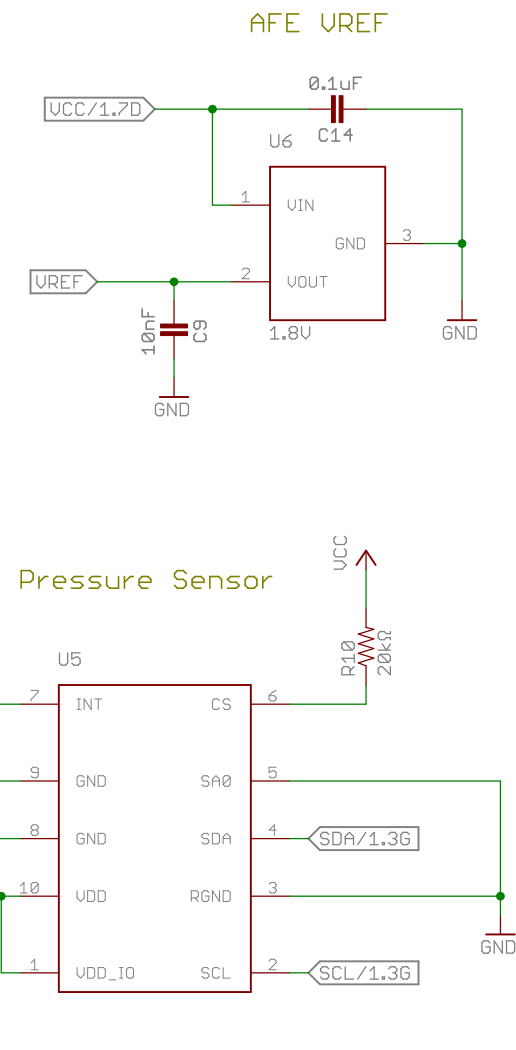 AFE VREF
0.1uF
VCC/1.7D
C14
U6
1
VIN
GND
3
VREF
2
VOUT
10nF
C9
1.8V
GND
GND
VCC
Pressure Sensor
R10
20kΩ
U5
7
INT
CS
6
9
GND
SA0
5
8
GND
SDA
4
SDA/1.3G
10
VDD
RGND
3
GND
1
VDD_IO
SCL
2
SCL/1.3G